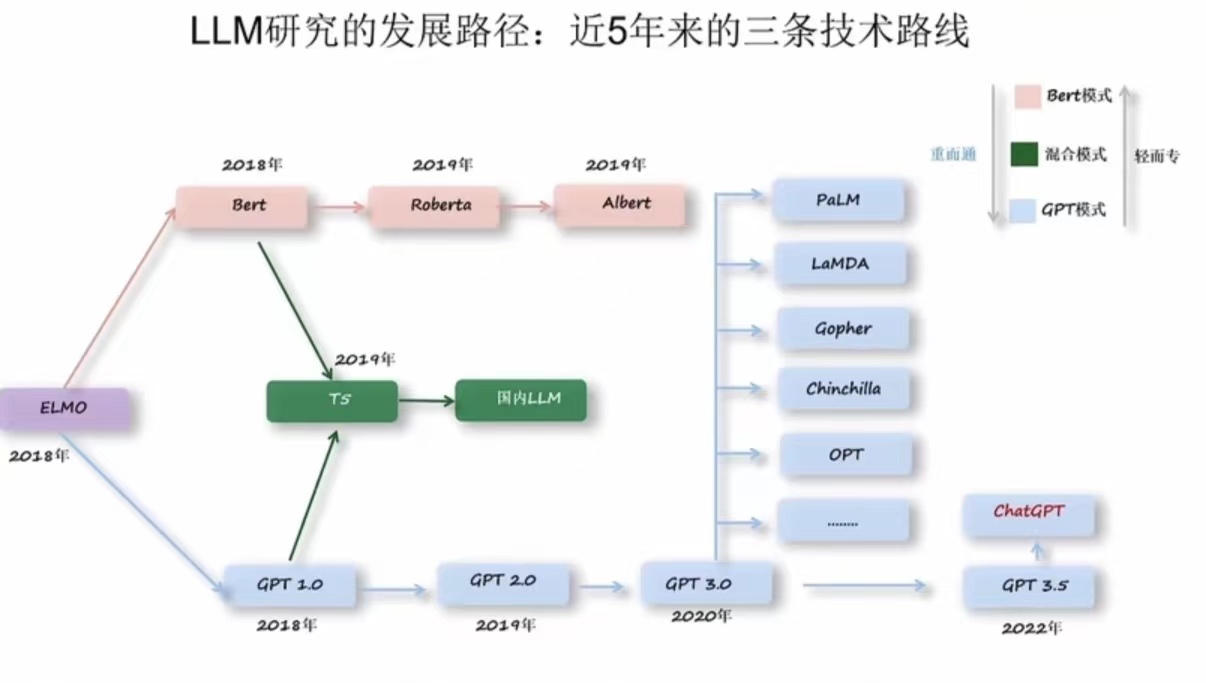 LLM研究的发展路径：近5年来的三条技术路线
Bert模式
混合模式
GPT模式
重而通
轻而专
2018年
2019年
2019年
Bert
Roberta
Albert
2019年
T5
国内LLM
ELMO
2018年
PaLM
LaMDA
Gopher
Chinchilla
OPT
........
ChatGPT
GPT 1.0
GPT 2.0
GPT 3.0
GPT 3.5
2018年
2019年
2020年
2022年